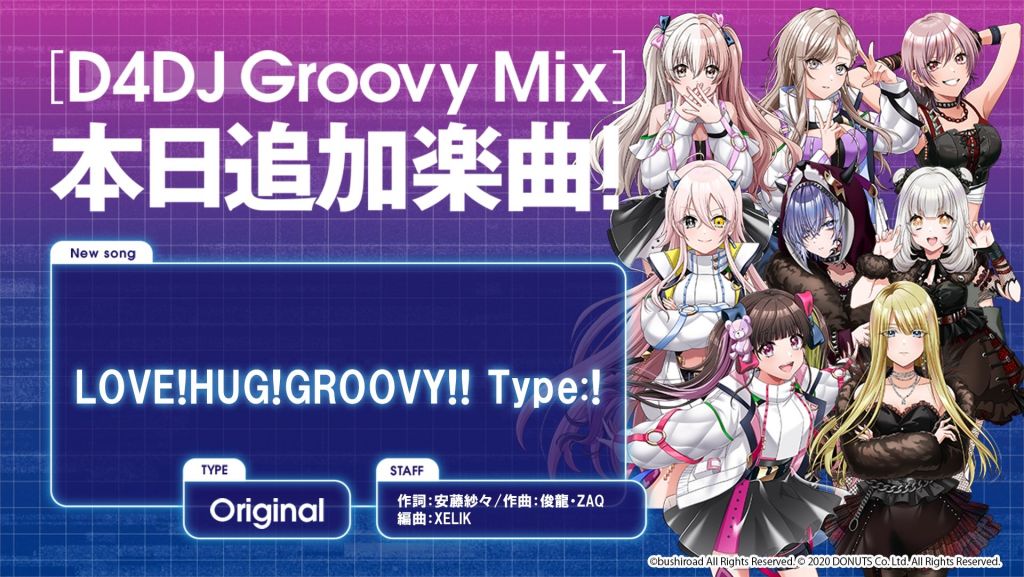 [D4DJ Groovy Mix]
本日追加楽曲!
New song
LOVE!HUG!GROOVY!! Type:!
TYPE
Original
STAFF
作詞:安藤紗々/作曲:俊龍・ZAQ
編曲:XELIK
©bushiroad All Rights Reserved. © 2020 DONUTS Co. Ltd. All Rights Reserved.